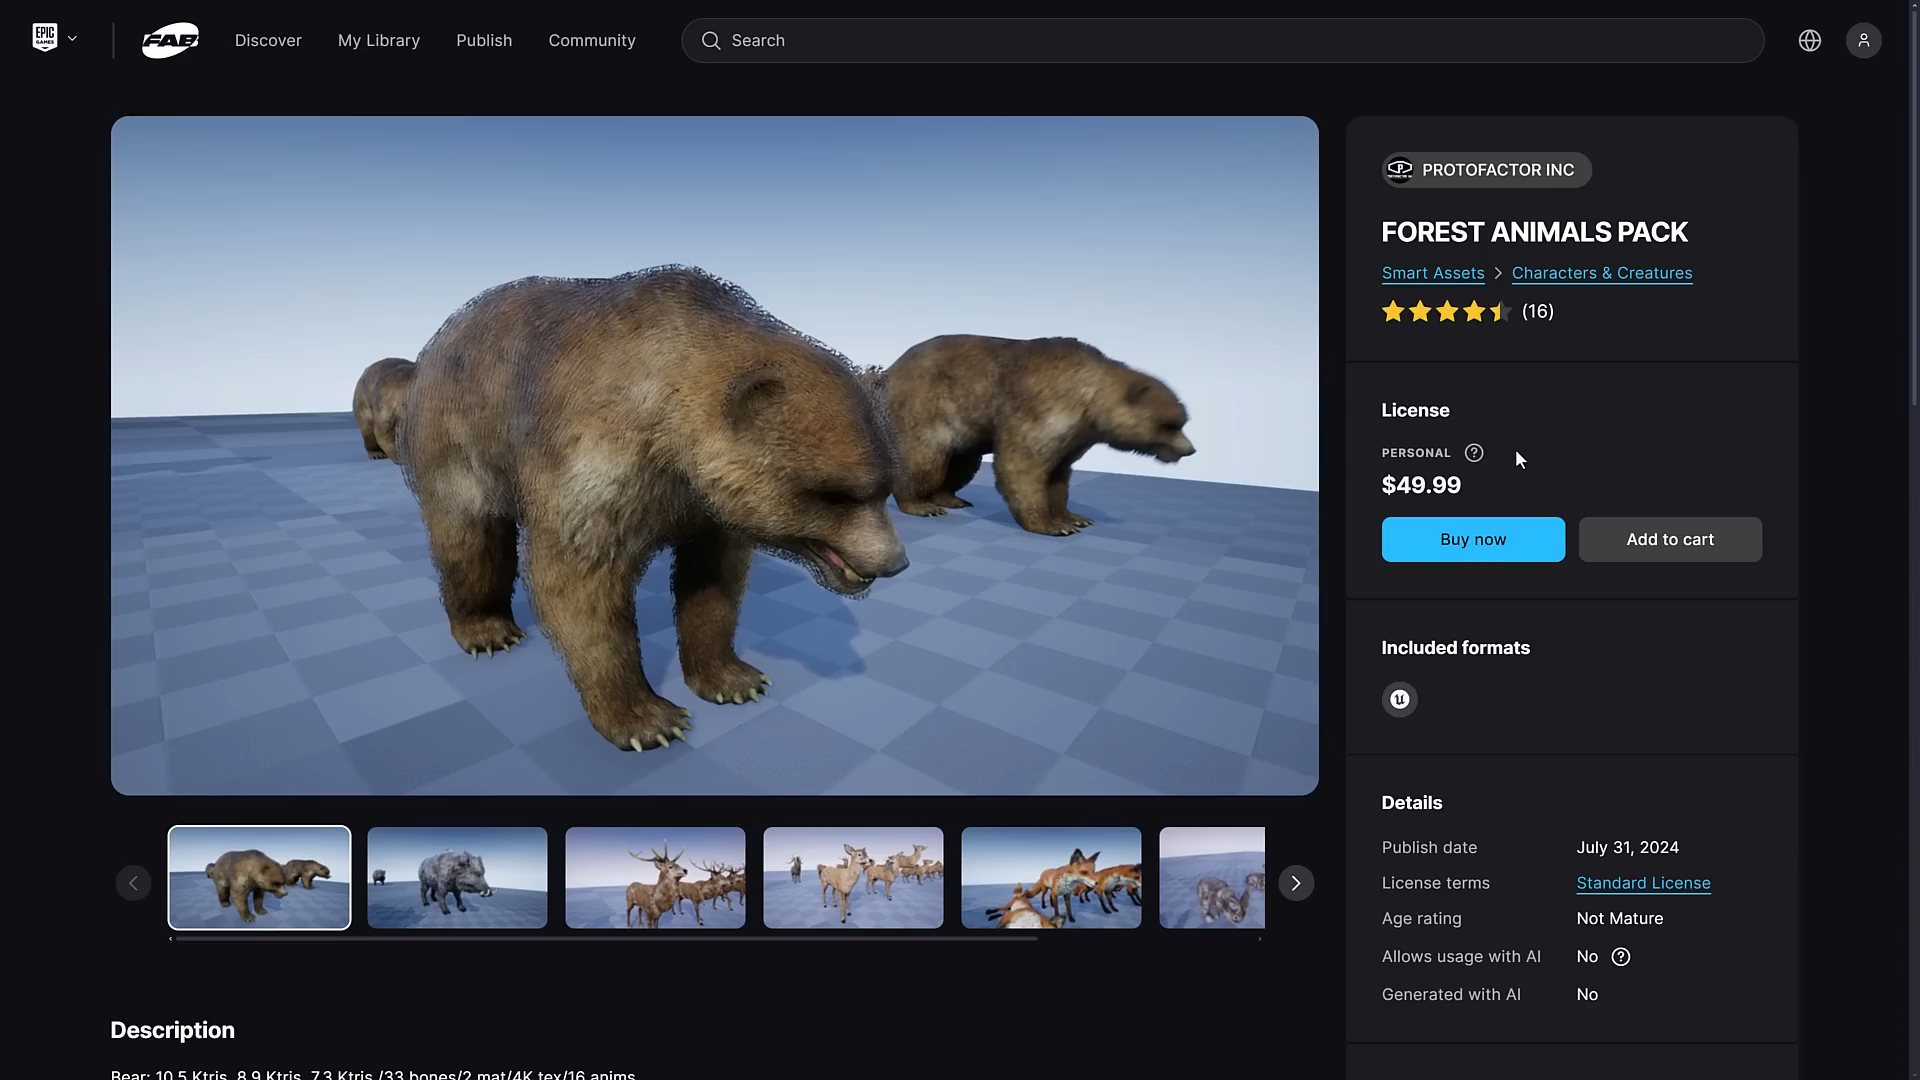 EPIC
GAMES
FAB
Discover
My Library
Publish
Community
Search
PROTOFACTOR INC
FOREST ANIMALS PACK
Smart Assets > Characters & Creatures
(16)
License
PERSONAL ?
$49.99
Buy now
Add to cart
Included formats
Details
Publish date July 31, 2024
License terms Standard License
Age rating Not Mature
Allows usage with AI No ?
Generated with AI No
Description
Bear: 10.5 Ktris, 8.9 Ktris, 7.3 Ktris /33 bones/2 mat/4K tex/16 anims